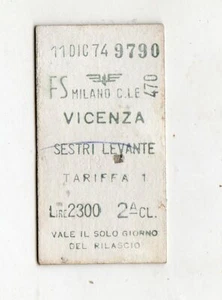 11 DIC 74 9790
FS MILANO C.LE 470
VICENZA
SESTRI LEVANTE
TARIFFA 1
LIRE 2300 2A CL.
VALE IL SOLO GIORNO
DEL RILASCIO